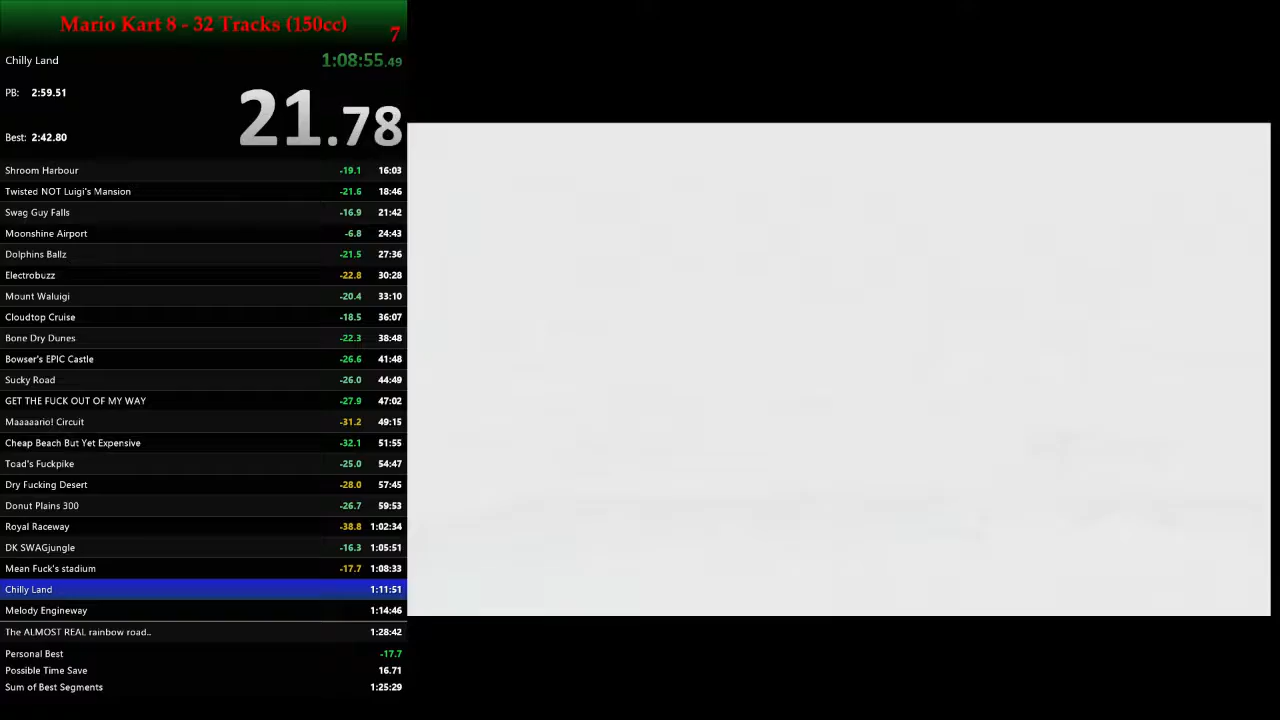 Mario Kart 8 - 32 Tracks (150cc)
7
Chilly Land 1:08:55.49
PB: 2:59.51
21.78
Best: 2:42.80
Shroom Harbour -19.1 16:03
Twisted NOT Luigi's Mansion -21.6 18:46
Swag Guy Falls -16.9 21:42
Moonshine Airport -6.8 24:43
Dolphins Ballz -21.5 27:36
Electrobuzz -22.8 30:28
Mount Waluigi -20.4 33:10
Cloudtop Cruise -18.5 36:07
Bone Dry Dunes -22.3 38:48
Bowser's EPIC Castle -26.6 41:48
Sucky Road -26.0 44:49
GET THE FUCK OUT OF MY WAY -27.9 47:02
Maaaaario! Circuit -31.2 49:15
Cheap Beach But Yet Expensive -32.1 51:55
Toad's Fuckpike -25.0 54:47
Dry Fucking Desert -28.0 57:45
Donut Plains 300 -26.7 59:53
Royal Raceway -38.8 1:02:34
DK SWAGjungle -16.3 1:05:51
Mean Fuck's stadium -17.7 1:08:33
Chilly Land 1:11:51
Melody Engineway 1:14:46
The ALMOST REAL rainbow road... 1:28:42
Personal Best -17.7
Possible Time Save 16.71
Sum of Best Segments 1:25:29